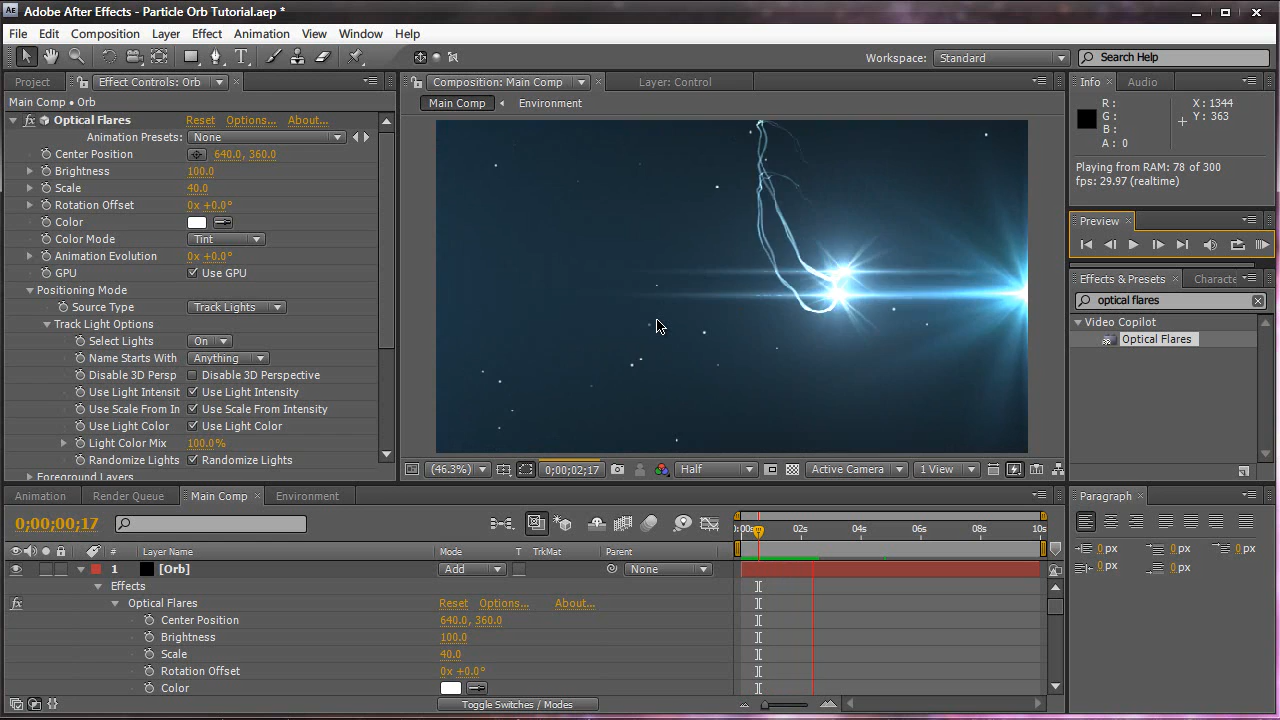 Ae Adobe After Effects - Particle Orb Tutorial.aep *
File Edit Composition Layer Effect Animation View Window Help
T Workspace: Standard Search Help
Project Effect Controls: Orb Composition: Main Comp Layer: Control Info Audio
Main Comp • Orb Main Comp Environment
fx Optical Flares Reset Options... About...
Animation Presets: None
Center Position 640.0, 360.0
Brightness 100.0
Scale 40.0
Rotation Offset 0x +0.0°
Color
Color Mode Tint
Animation Evolution 0x +0.0°
GPU Use GPU
Positioning Mode
Source Type Track Lights
Track Light Options
Select Lights On
Name Starts With Anything
Disable 3D Persp Disable 3D Perspective
Use Light Intensit Use Light Intensity
Use Scale From In Use Scale From Intensity
Use Light Color Use Light Color
Light Color Mix 100.0%
Randomize Lights Randomize Lights
Foreground Layers
R : X : 1344
G : Y : 363
B :
A : 0
Playing from RAM: 78 of 300
fps: 29.97 (realtime)
Preview
Effects & Presets Characte
optical flares
Video Copilot
Optical Flares
(46.3%) 0;00;02;17 Half Active Camera 1 View
Animation Render Queue Main Comp Environment
0;00;00;17
0:00s 02s 04s 06s 08s 10s
# Layer Name Mode T TrkMat Parent
1 [Orb] Add None
Effects
fx Optical Flares Reset Options... About...
Center Position 640.0, 360.0
Brightness 100.0
Scale 40.0
Rotation Offset 0x +0.0°
Color
Toggle Switches / Modes
Paragraph
0 px 0 px 0 px
0 px 0 px